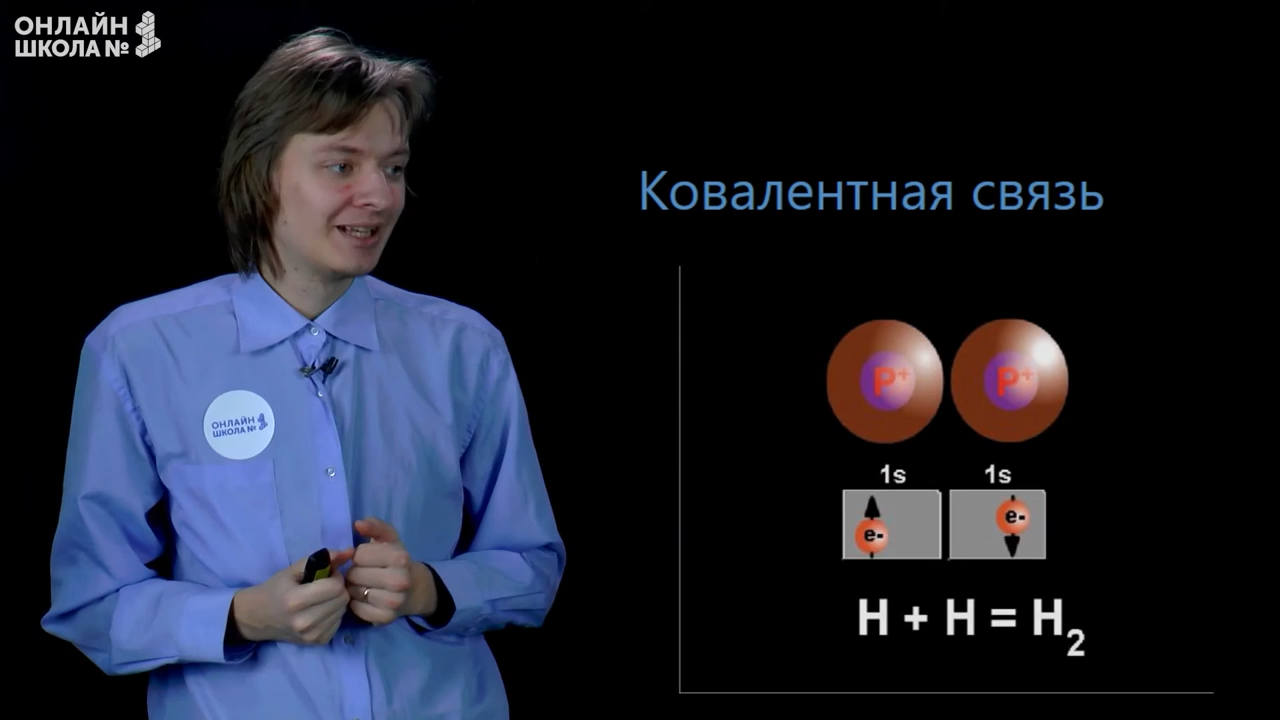 ОНЛАЙН
ШКОЛА №
Ковалентная связь
P+ P+
1s 1s
e- e-
H + H = H2
ОНЛАЙН
ШКОЛА №